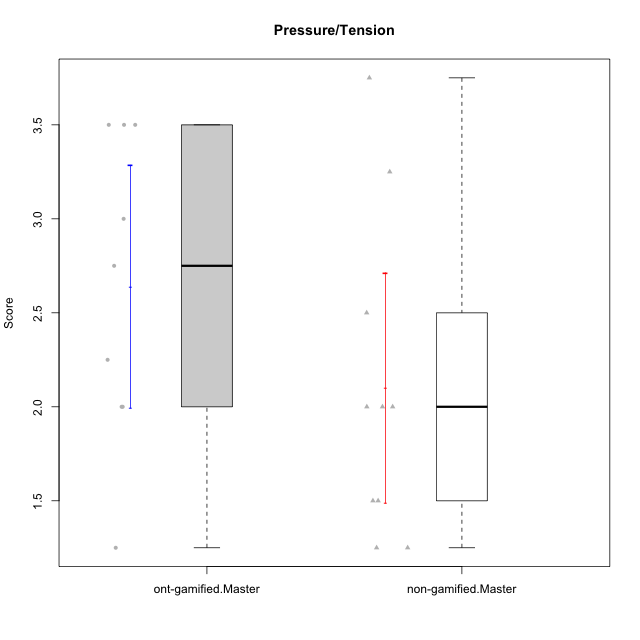 Pressure/Tension
Score
3.5
3.0
2.5
2.0
1.5
ont-gamified.Master
non-gamified.Master